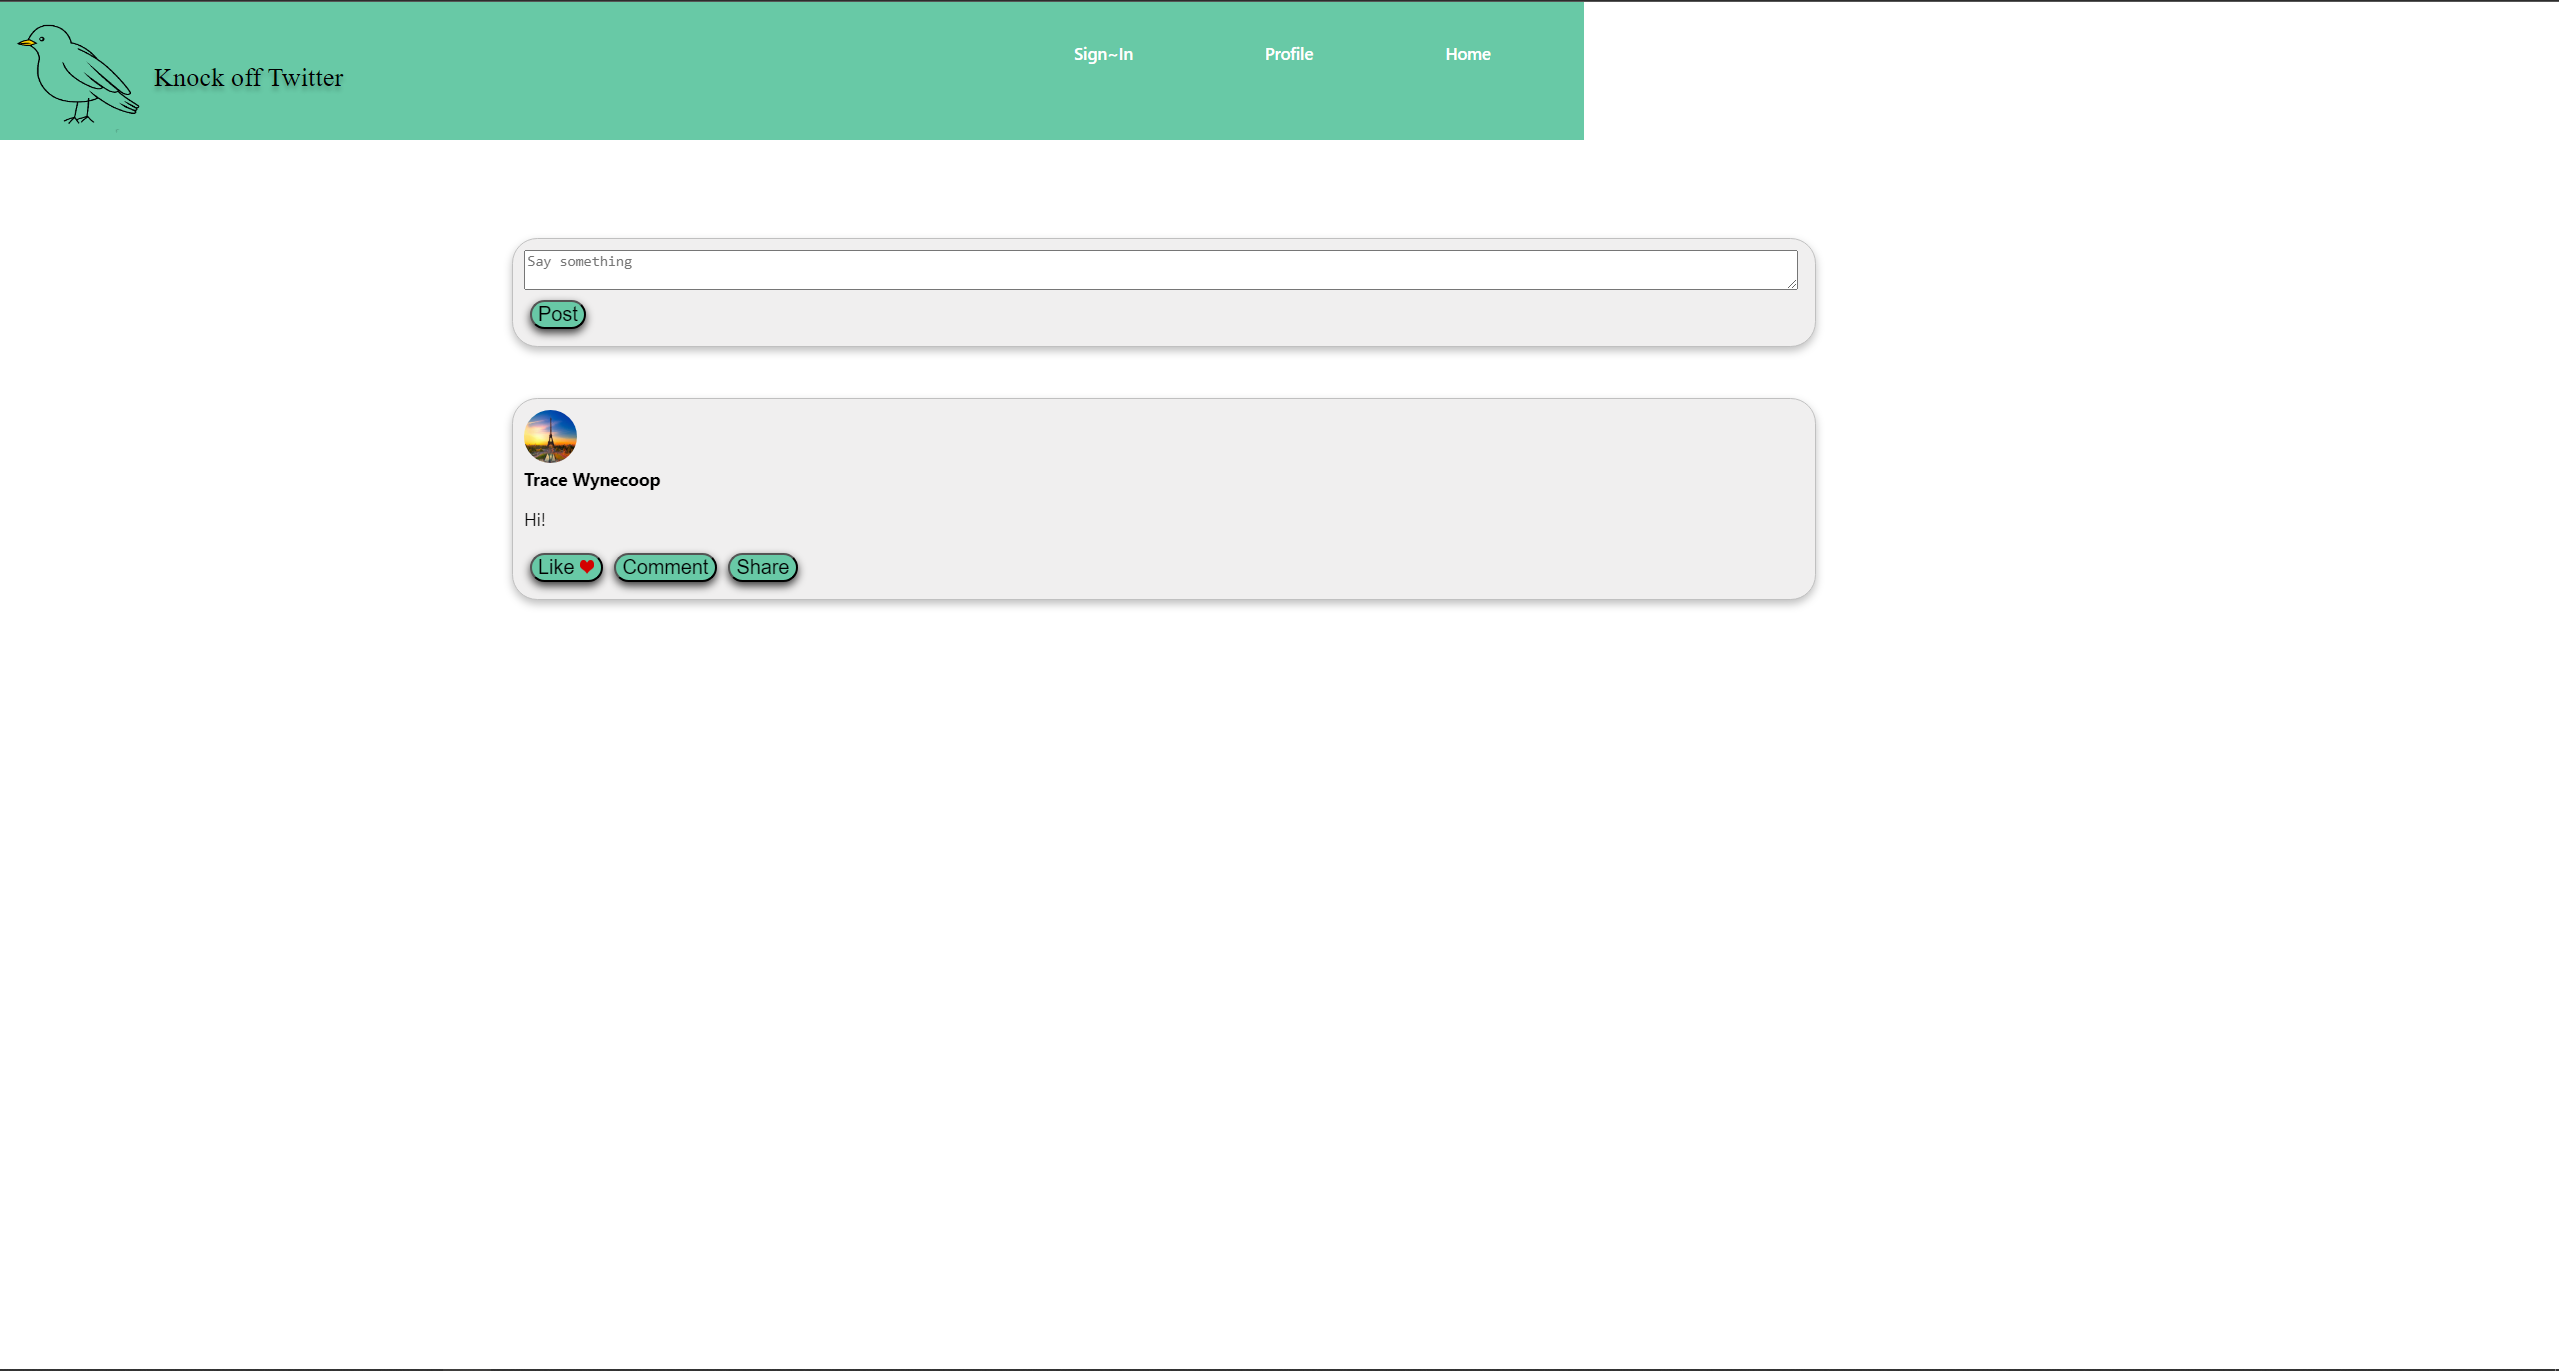 Knock off Twitter
Sign~In Profile Home
Say something
Post
Trace Wynecoop
Hi!
Like ❤ Comment Share